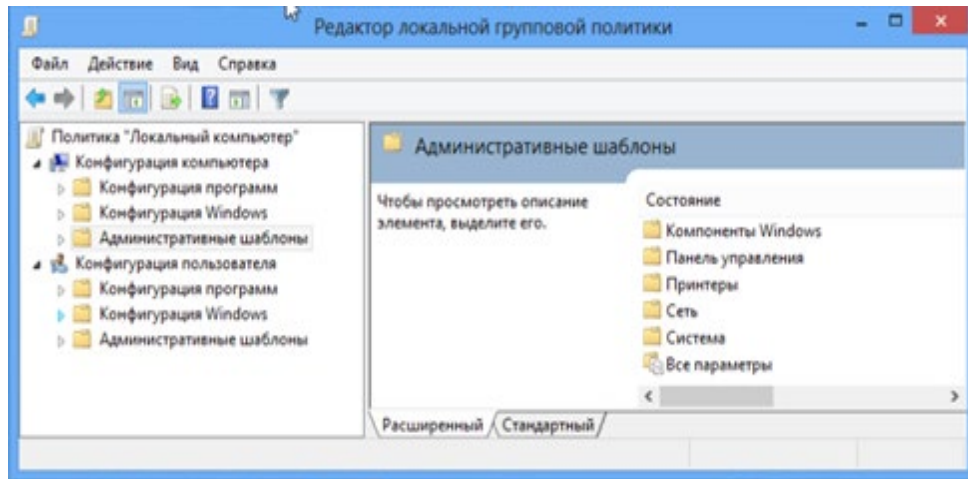 Редактор локальной групповой политики
Файл Действие Вид Справка
Политика "Локальный компьютер"
Конфигурация компьютера
Конфигурация программ
Конфигурация Windows
Административные шаблоны
Конфигурация пользователя
Конфигурация программ
Конфигурация Windows
Административные шаблоны
Административные шаблоны
Чтобы просмотреть описание
элемента, выделите его.
Состояние
Компоненты Windows
Панель управления
Принтеры
Сеть
Система
Все параметры
Расширенный Стандартный